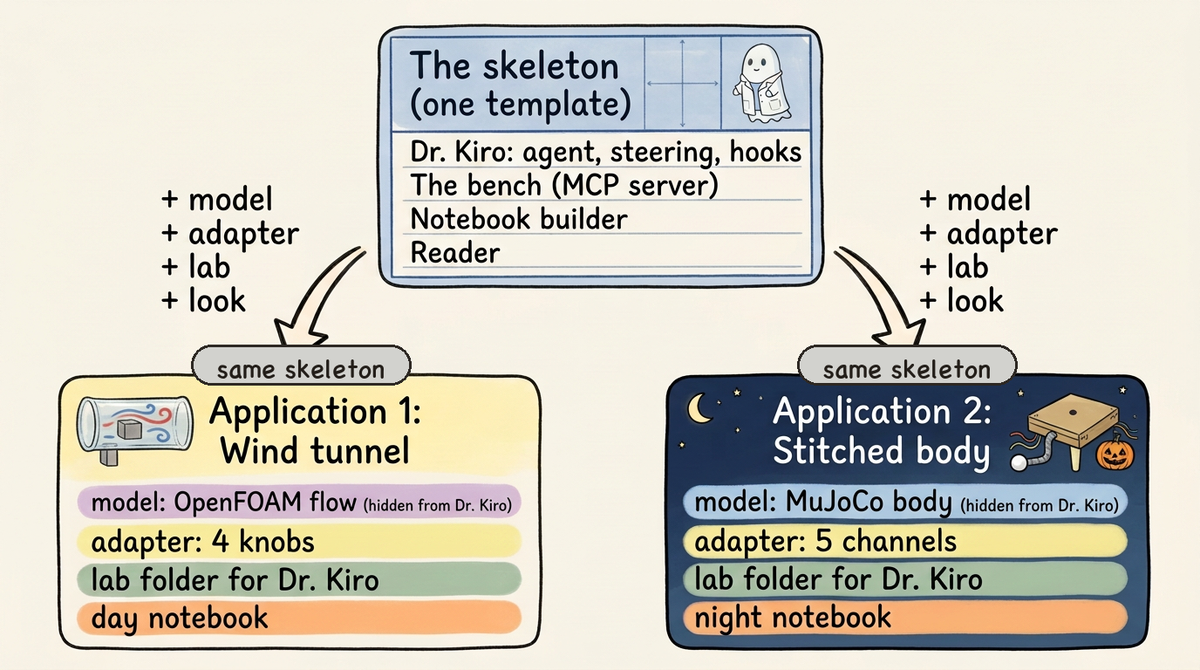 The skeleton
(one template)
Dr. Kiro: agent, steering, hooks
The bench (MCP server)
Notebook builder
Reader
+ model
+ adapter
+ lab
+ look
+ model
+ adapter
+ lab
+ look
same skeleton
Application 1:
Wind tunnel
model: OpenFOAM flow (hidden from Dr. Kiro)
adapter: 4 knobs
lab folder for Dr. Kiro
day notebook
same skeleton
Application 2:
Stitched body
model: MuJoCo body (hidden from Dr. Kiro)
adapter: 5 channels
lab folder for Dr. Kiro
night notebook